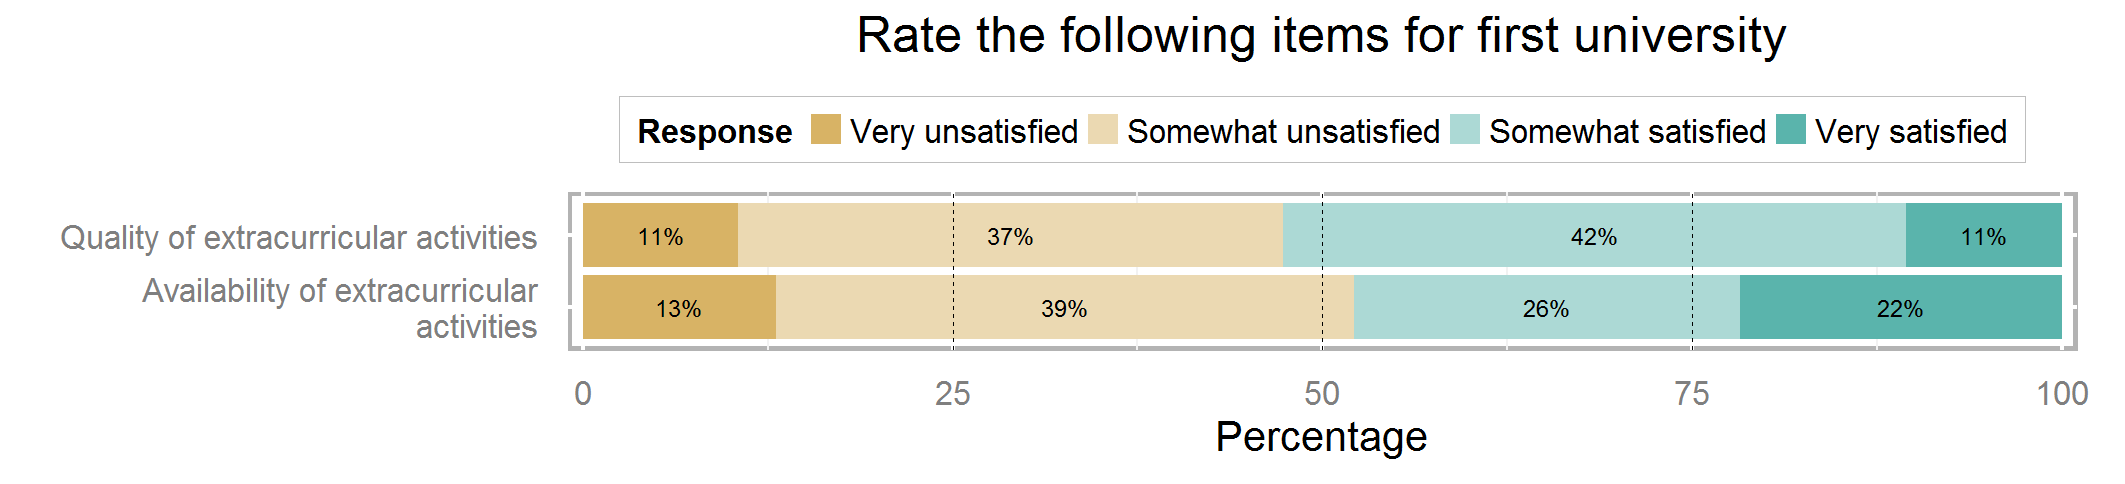 Rate the following items for first university
Response Very unsatisfied Somewhat unsatisfied Somewhat satisfied Very satisfied
Quality of extracurricular activities 11% 37% 42% 11%
Availability of extracurricular
activities
13% 39% 26% 22%
0 25 50 75 100
Percentage